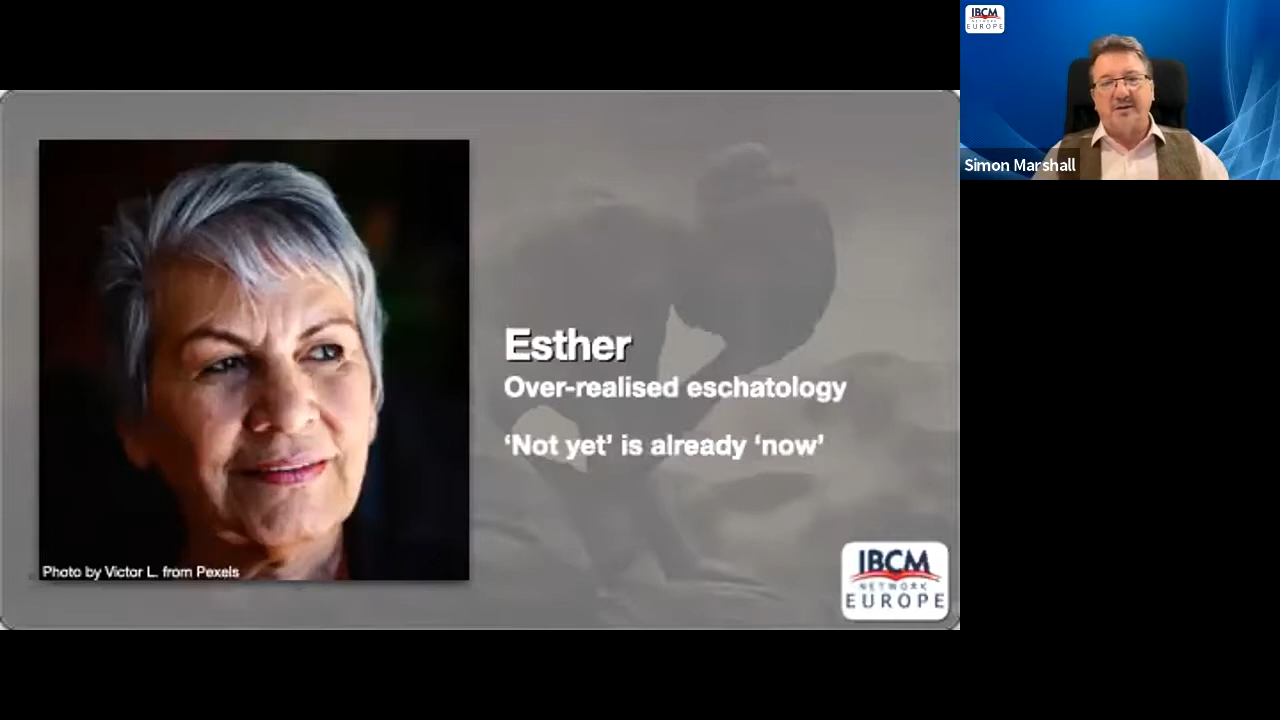 Esther
Over-realised eschatology
‘Not yet’ is already ‘now’
Photo by Victor L. from Pexels
IBCM
NETWORK
EUROPE
IBCM
NETWORK
EUROPE
Simon Marshall